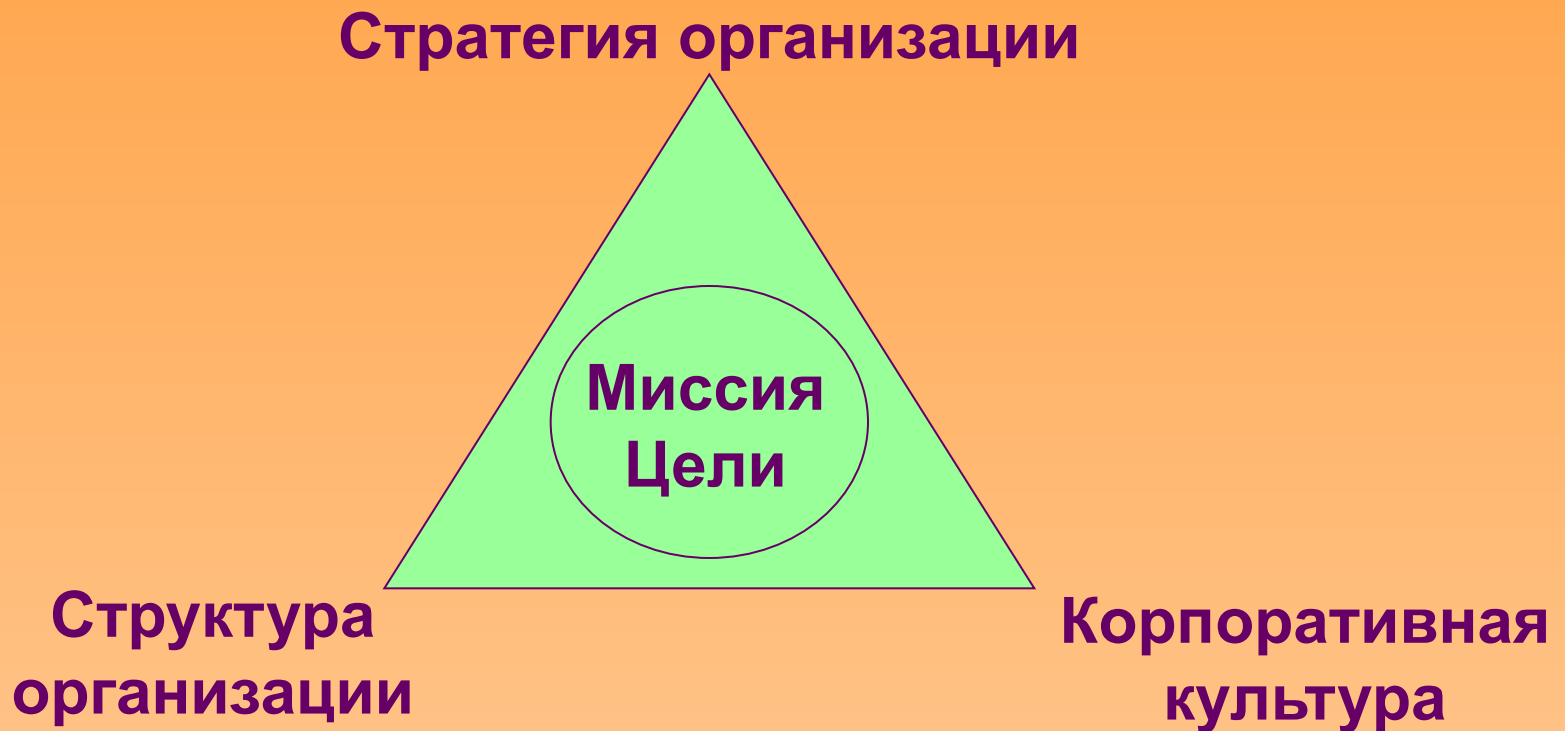 Стратегия организации
Миссия
Цели
Структура
организации
Корпоративная
культура